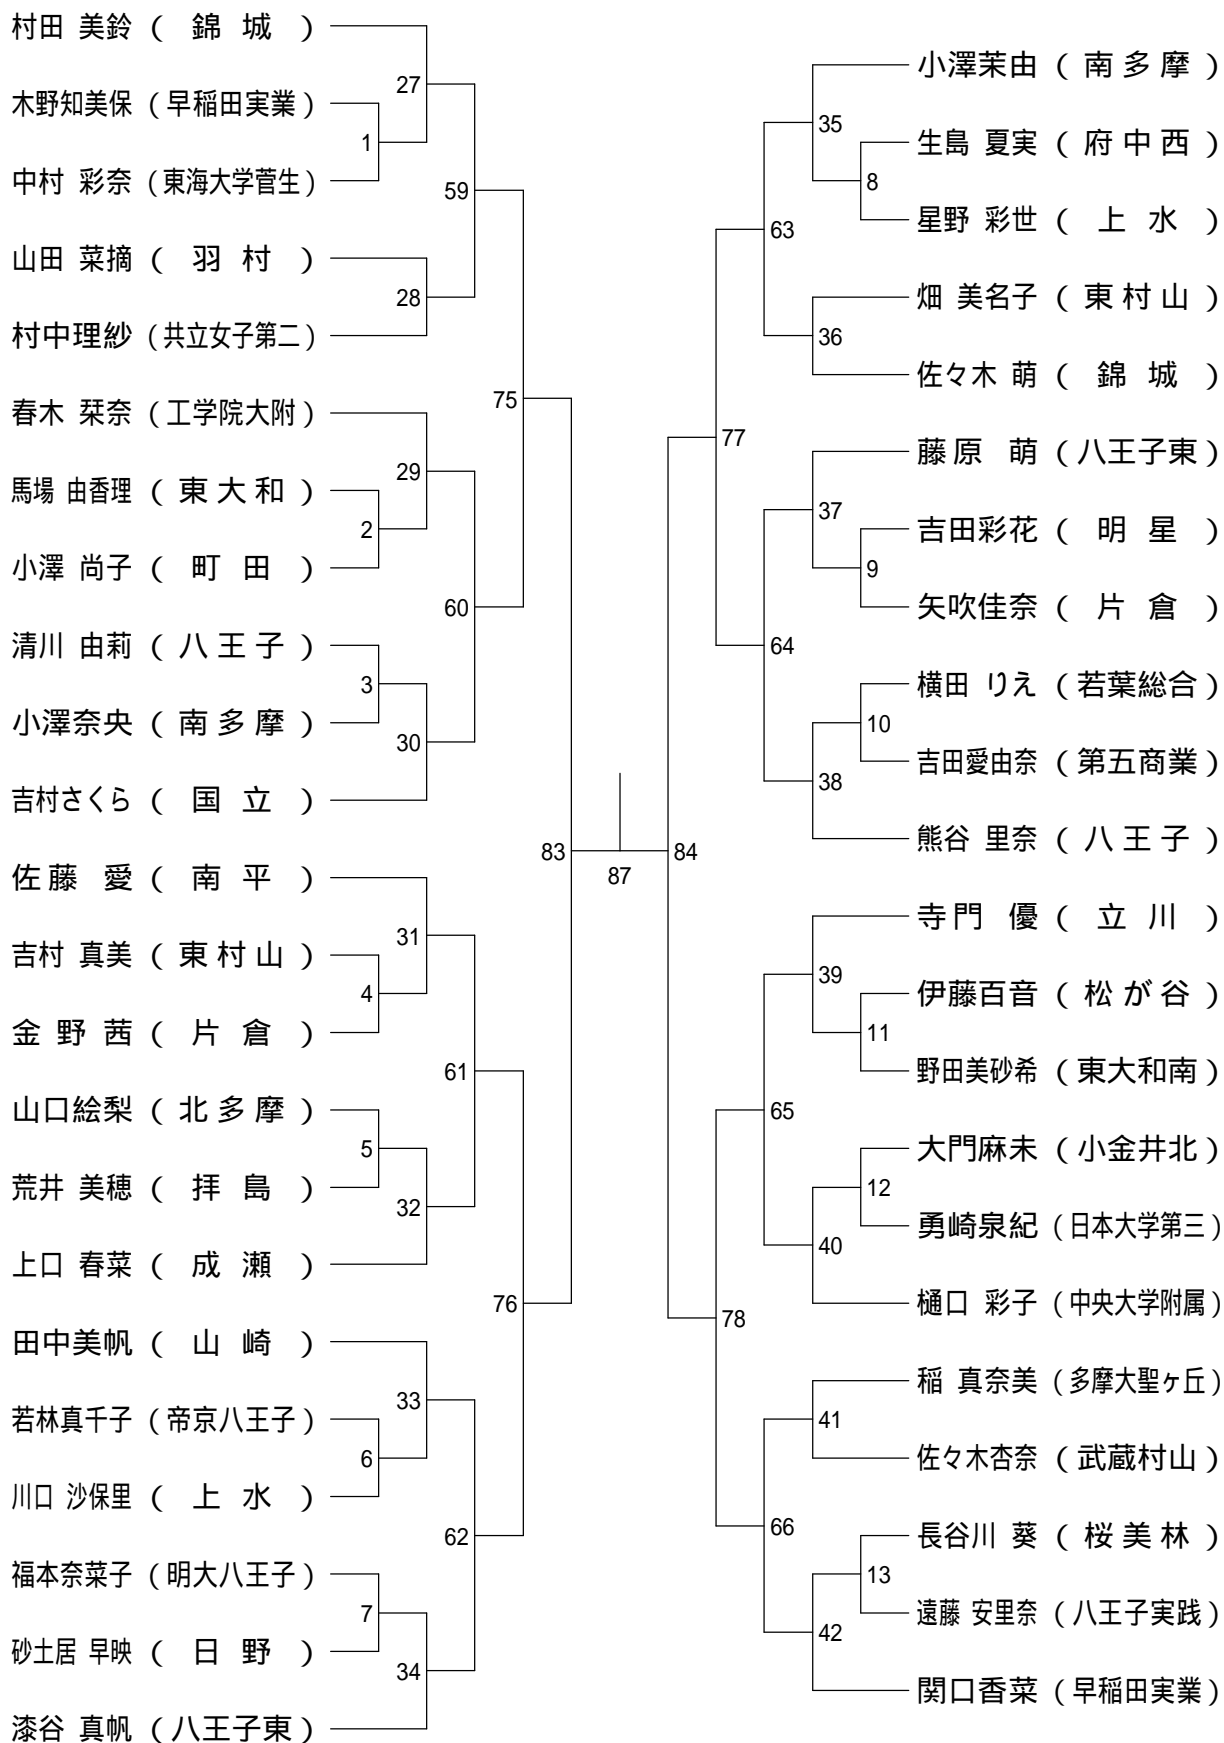 村田 美鈴 ( 錦 城 )
木野知美保 ( 早稲田実業 )
中村 彩奈 ( 東海大学菅生 )
山田 菜摘 ( 羽 村 )
村中理紗 ( 共立女子第二 )
春木 栞奈 ( 工学院大附 )
馬場 由香理 ( 東 大 和 )
小澤 尚子 ( 町 田 )
清川 由莉 ( 八 王 子 )
小澤奈央 ( 南 多 摩 )
吉村さくら ( 国 立 )
佐 藤 愛 ( 南 平 )
吉村 真美 ( 東 村 山 )
金 野 茜 ( 片 倉 )
山口絵梨 ( 北 多 摩 )
荒井 美穂 ( 拝 島 )
上口 春菜 ( 成 瀬 )
田中美帆 ( 山 崎 )
若林真千子 ( 帝京八王子 )
川口 沙保里 ( 上 水 )
福本奈菜子 ( 明大八王子 )
砂土居 早映 ( 日 野 )
漆谷 真帆 ( 八王子東 )
27
1
59
28
75
29
2
60
3
30
83
31
4
61
5
32
76
33
6
62
7
34
87
84
77
63
35
8
36
64
37
9
10
38
78
65
39
11
12
40
66
41
13
42
小澤茉由 ( 南 多 摩 )
生島 夏実 ( 府 中 西 )
星野 彩世 ( 上 水 )
畑 美名子 ( 東 村 山 )
佐々木 萌 ( 錦 城 )
藤 原 萌 ( 八王子東 )
吉田彩花 ( 明 星 )
矢吹佳奈 ( 片 倉 )
横田 りえ ( 若葉総合 )
吉田愛由奈 ( 第五商業 )
熊谷 里奈 ( 八 王 子 )
寺 門 優 ( 立 川 )
伊藤百音 ( 松 が 谷 )
野田美砂希 ( 東大和南 )
大門麻未 ( 小金井北 )
勇崎泉紀 ( 日本大学第三 )
樋口 彩子 ( 中央大学附属 )
稲 真奈美 ( 多摩大聖ヶ丘 )
佐々木杏奈 ( 武蔵村山 )
長谷川 葵 ( 桜 美 林 )
遠藤 安里奈 ( 八王子実践 )
関口香菜 ( 早稲田実業 )